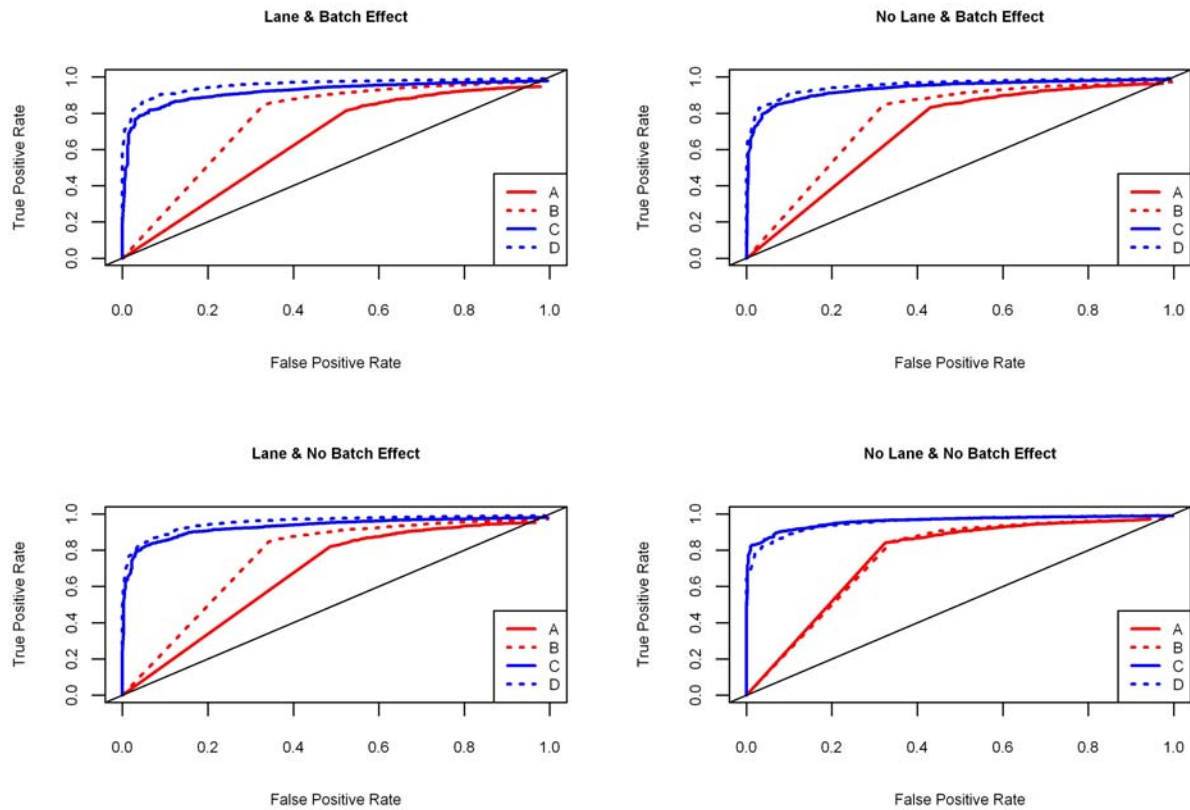 Lane & Batch Effect
True Positive Rate
0.0 0.2 0.4 0.6 0.8 1.0
A
B
C
D
0.0 0.2 0.4 0.6 0.8 1.0
False Positive Rate
No Lane & Batch Effect
True Positive Rate
0.0 0.2 0.4 0.6 0.8 1.0
A
B
C
D
0.0 0.2 0.4 0.6 0.8 1.0
False Positive Rate
Lane & No Batch Effect
True Positive Rate
0.0 0.2 0.4 0.6 0.8 1.0
A
B
C
D
0.0 0.2 0.4 0.6 0.8 1.0
False Positive Rate
No Lane & No Batch Effect
True Positive Rate
0.0 0.2 0.4 0.6 0.8 1.0
A
B
C
D
0.0 0.2 0.4 0.6 0.8 1.0
False Positive Rate